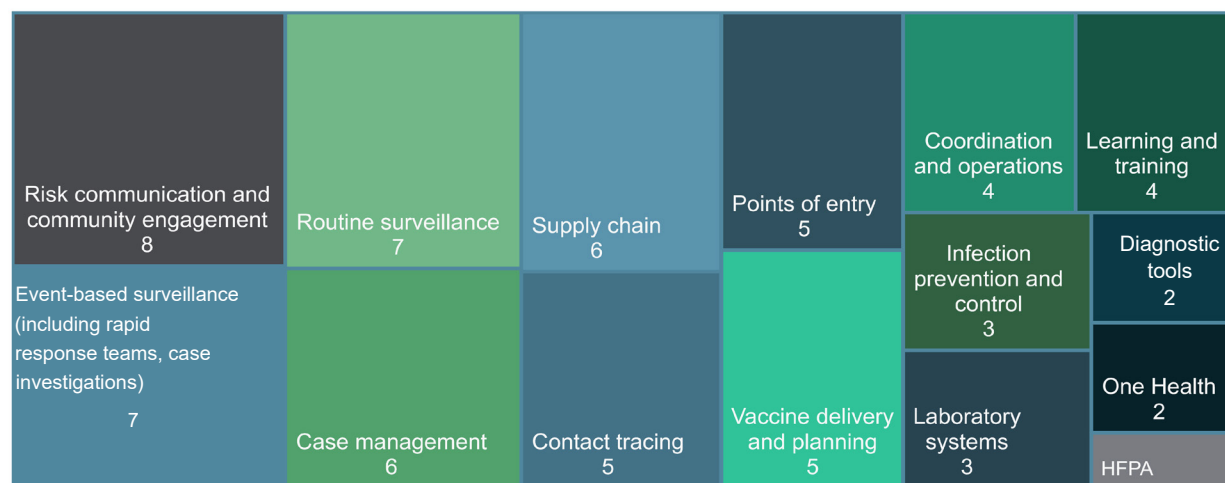 Risk communication and
community engagement
8
Event-based surveillance
(including rapid
response teams, case
investigations)
7
Routine surveillance
7
Case management
6
Supply chain
6
Contact tracing
5
Points of entry
5
Vaccine delivery
and planning
5
Coordination
and operations
4
Learning and
training
4
Infection
prevention and
control
3
Laboratory
systems
3
Diagnostic
tools
2
One Health
2
HFPA